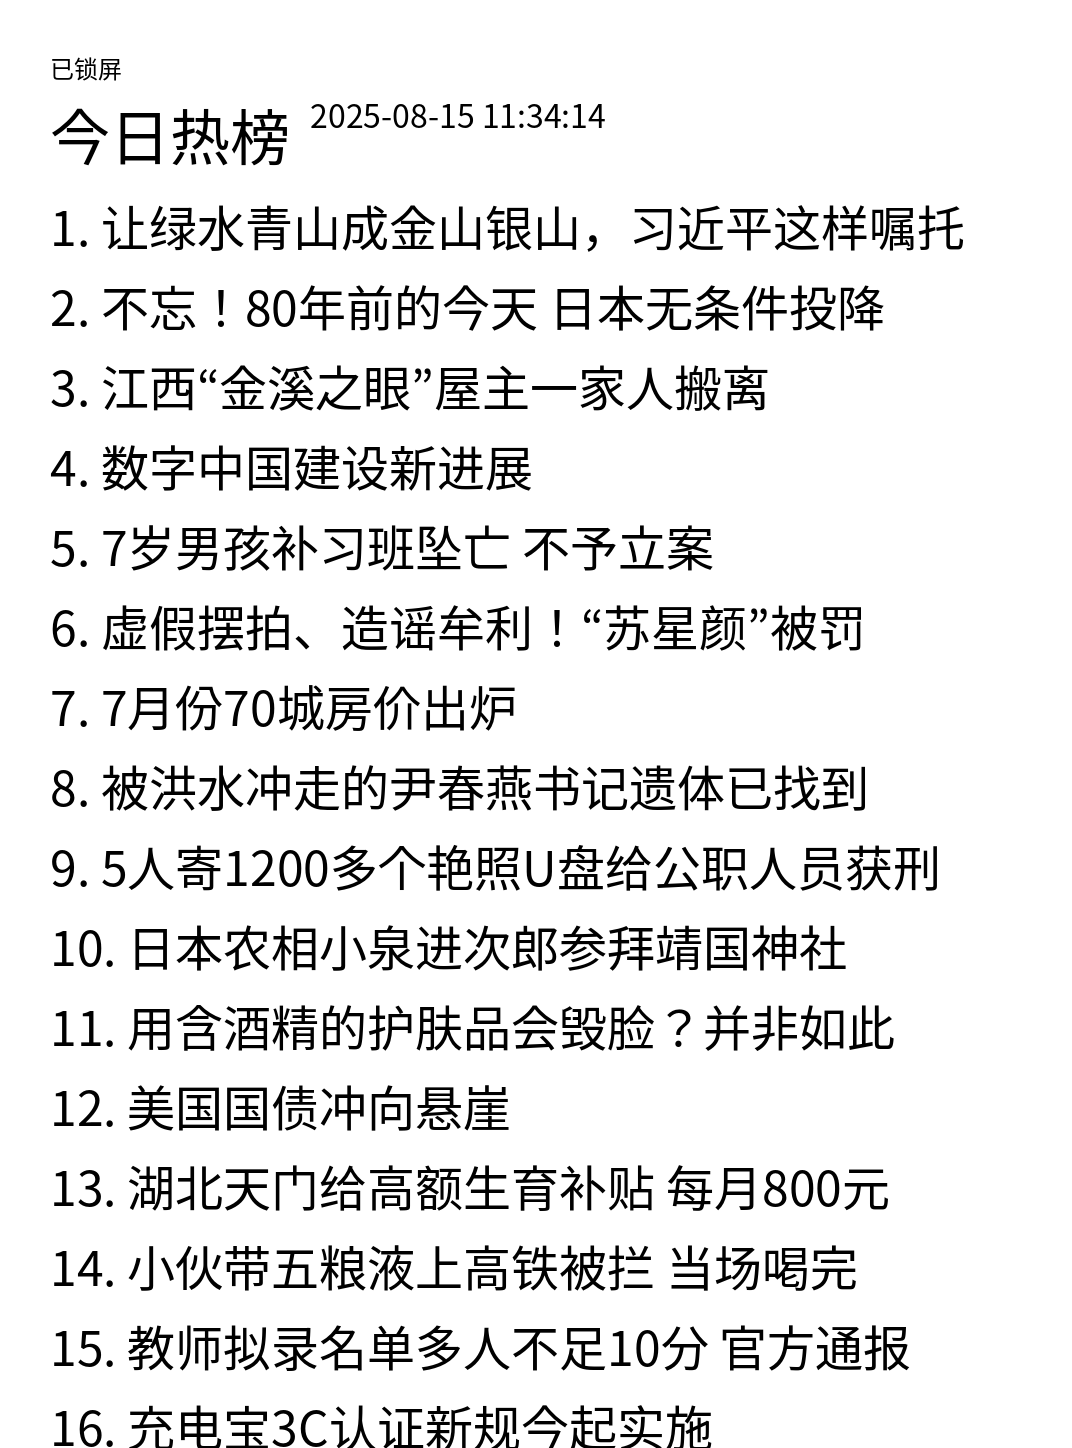 已锁屏
今日热榜 2025-08-15 11:34:14
1. 让绿水青山成金山银山，习近平这样嘱托
2. 不忘！80年前的今天 日本无条件投降
3. 江西“金溪之眼”屋主一家人搬离
4. 数字中国建设新进展
5. 7岁男孩补习班坠亡 不予立案
6. 虚假摆拍、造谣牟利！“苏星颜”被罚
7. 7月份70城房价出炉
8. 被洪水冲走的尹春燕书记遗体已找到
9. 5人寄1200多个艳照U盘给公职人员获刑
10. 日本农相小泉进次郎参拜靖国神社
11. 用含酒精的护肤品会毁脸？并非如此
12. 美国国债冲向悬崖
13. 湖北天门给高额生育补贴 每月800元
14. 小伙带五粮液上高铁被拦 当场喝完
15. 教师拟录名单多人不足10分 官方通报
16. 充电宝3C认证新规今起实施